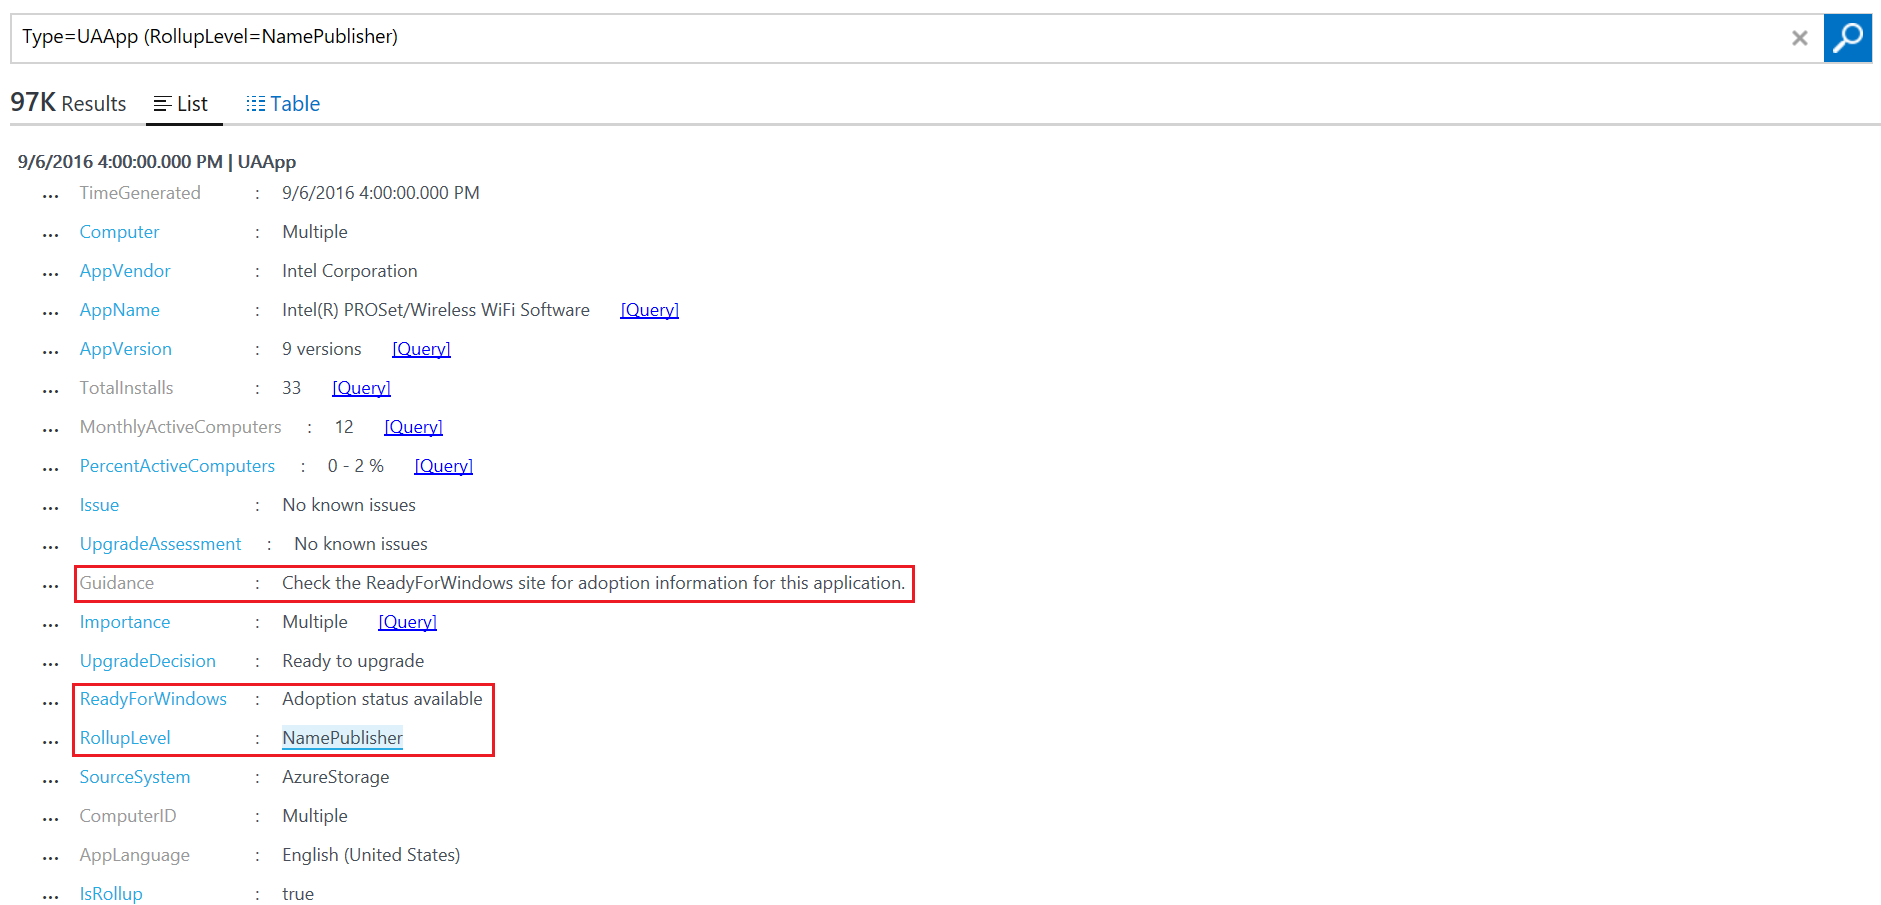 Type=UAApp (RollupLevel=NamePublisher)
97K Results List Table
9/6/2016 4:00:00.000 PM | UAApp
... TimeGenerated : 9/6/2016 4:00:00.000 PM
... Computer : Multiple
... AppVendor : Intel Corporation
... AppName : Intel(R) PROSet/Wireless WiFi Software [Query]
... AppVersion : 9 versions [Query]
... TotalInstalls : 33 [Query]
... MonthlyActiveComputers : 12 [Query]
... PercentActiveComputers : 0 - 2 % [Query]
... Issue : No known issues
... UpgradeAssessment : No known issues
... Guidance : Check the ReadyForWindows site for adoption information for this application.
... Importance : Multiple [Query]
... UpgradeDecision : Ready to upgrade
... ReadyForWindows : Adoption status available
... RollupLevel : NamePublisher
... SourceSystem : AzureStorage
... ComputerID : Multiple
... AppLanguage : English (United States)
... IsRollup : true